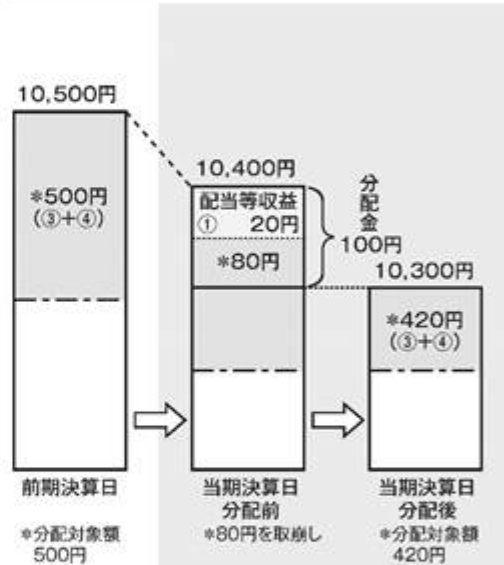 10,500円
*500円
(③+④)
前期決算日
*分配対象額
500円
10,400円
配当等収益
① 20円
*80円
分配金
100円
当期決算日
分配前
*80円を取崩し
10,300円
*420円
(③+④)
当期決算日
分配後
*分配対象額
420円